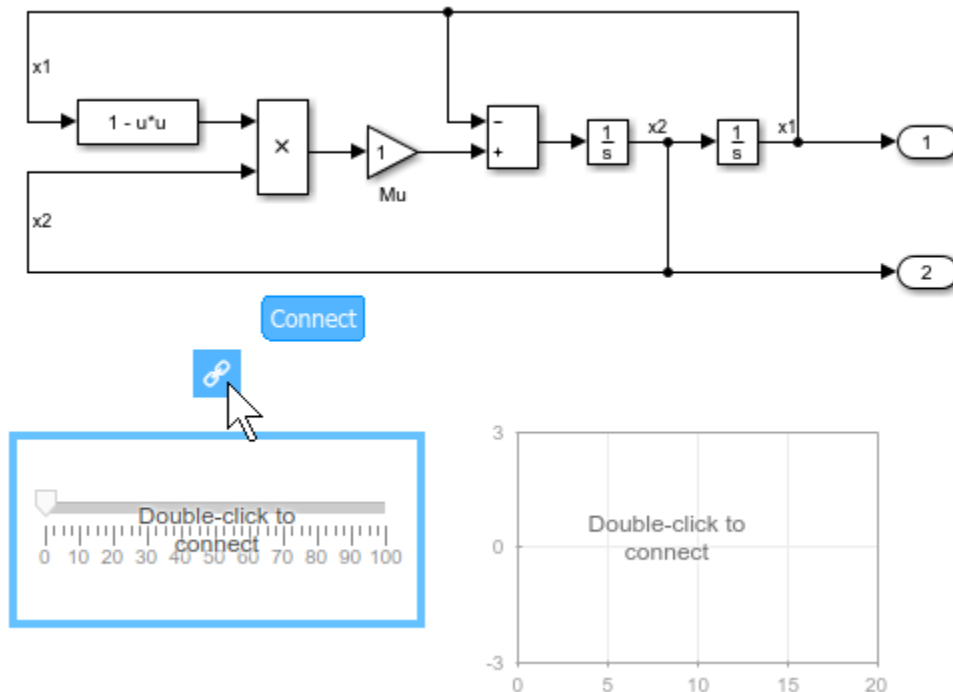 x1
1 - u*u
×
1
Mu
−
+
1
s
x2
1
s
x1
1
x2
2
Connect
Double-click to
connect
0 10 20 30 40 50 60 70 80 90 100
3
0
-3
Double-click to
connect
0 5 10 15 20